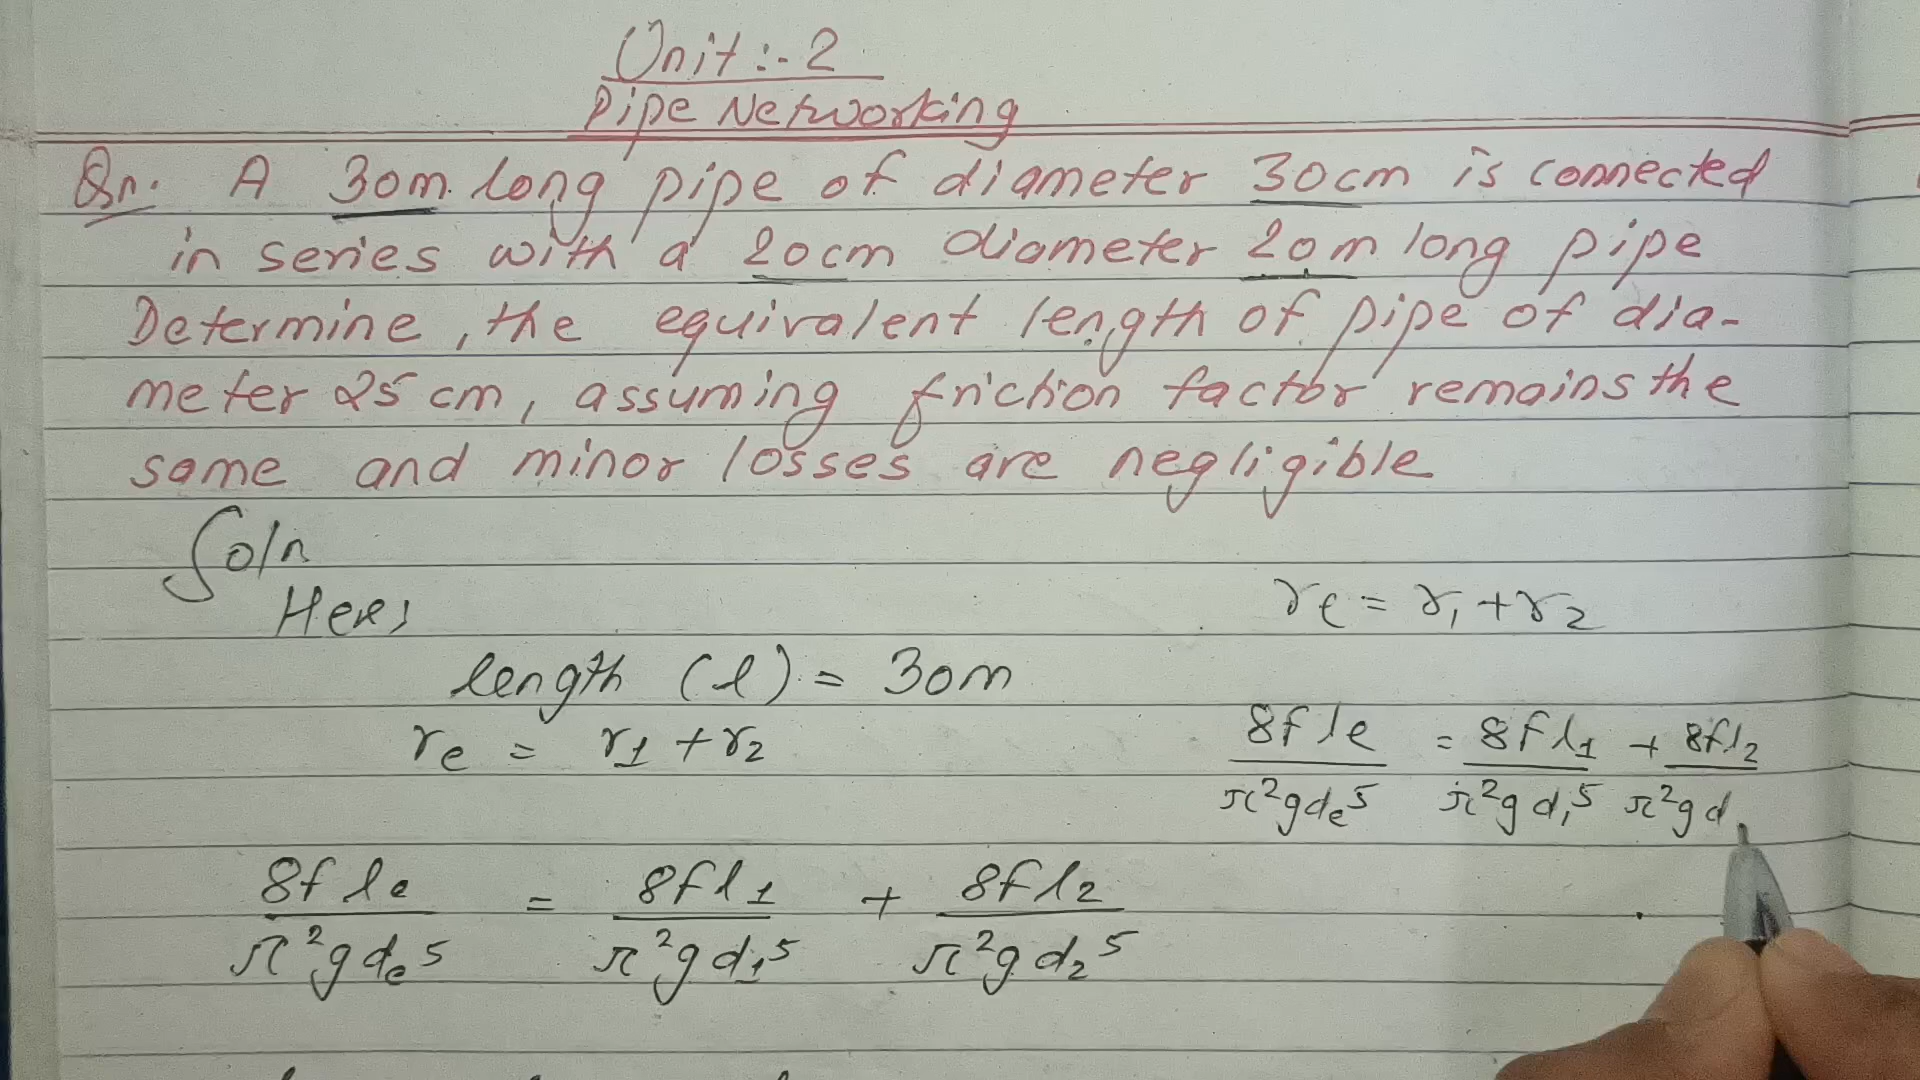 Unit :- 2
Pipe Networking
Qn. A 30m long pipe of diameter 30cm is connected
in series with a 20cm diameter 20m long pipe
Determine, the equivalent length of pipe of dia-
meter 25 cm, assuming friction factor remains the
same and minor losses are negligible
Soln
Here,
re = r1 + r2
length (l) = 30m
re = r1 + r2
8fle/π²gde⁵ = 8fl1/π²gd1⁵ + 8fl2/π²gd
8fle/π²gde⁵ = 8fl1/π²gd1⁵ + 8fl2/π²gd2⁵